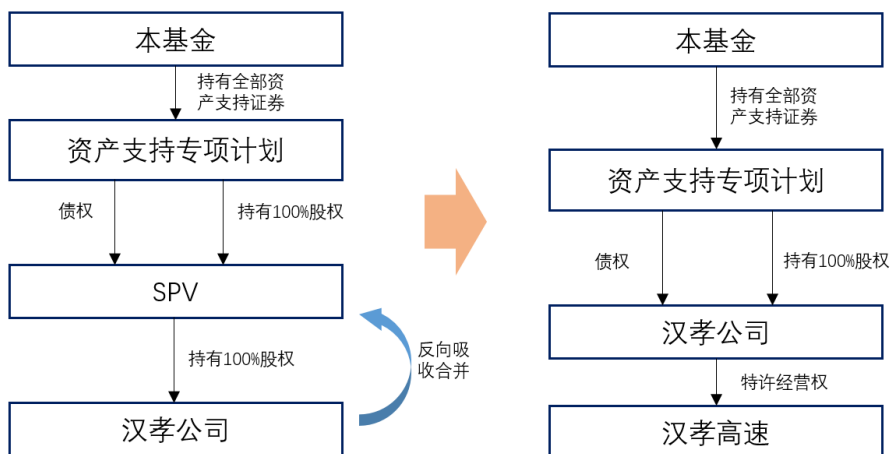 本基金
持有全部资
产支持证券
资产支持专项计划
债权
持有100%股权
SPV
持有100%股权
反向吸
收合并
汉孝公司
本基金
持有全部资
产支持证券
资产支持专项计划
债权
持有100%股权
汉孝公司
特许经营权
汉孝高速